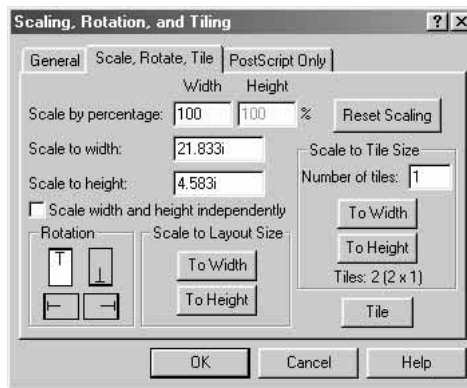 Scaling, Rotation, and Tiling
General Scale, Rotate, Tile PostScript Only
Width Height
Scale by percentage: 100 100 % Reset Scaling
Scale to width: 21.833i
Scale to height: 4.583i
Scale width and height independently
Scale to Tile Size
Number of tiles: 1
To Width
To Height
Tiles: 2 (2 x 1)
Rotation
Scale to Layout Size
To Width
To Height
Tile
OK Cancel Help